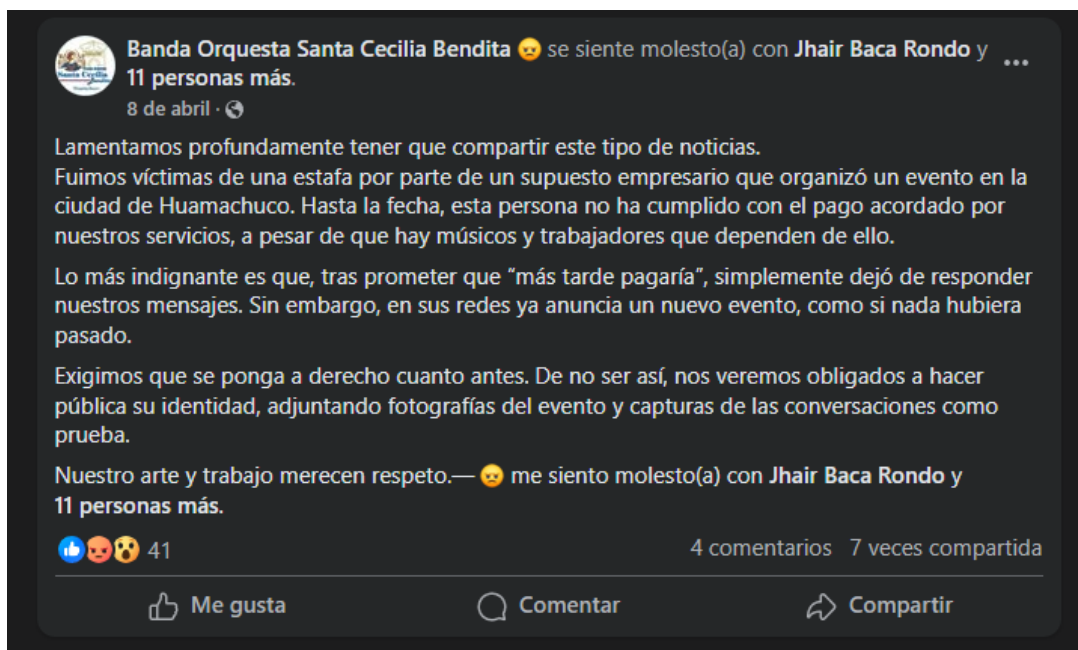 Banda Orquesta Santa Cecilia Bendita 😠 se siente molesto(a) con Jhair Baca Rondo y
11 personas más.
8 de abril ·
Lamentamos profundamente tener que compartir este tipo de noticias.
Fuimos víctimas de una estafa por parte de un supuesto empresario que organizó un evento en la
ciudad de Huamachuco. Hasta la fecha, esta persona no ha cumplido con el pago acordado por
nuestros servicios, a pesar de que hay músicos y trabajadores que dependen de ello.
Lo más indignante es que, tras prometer que “más tarde pagaría”, simplemente dejó de responder
nuestros mensajes. Sin embargo, en sus redes ya anuncia un nuevo evento, como si nada hubiera
pasado.
Exigimos que se ponga a derecho cuanto antes. De no ser así, nos veremos obligados a hacer
pública su identidad, adjuntando fotografías del evento y capturas de las conversaciones como
prueba.
Nuestro arte y trabajo merecen respeto.— 😠 me siento molesto(a) con Jhair Baca Rondo y
11 personas más.
41
4 comentarios 7 veces compartida
Me gusta
Comentar
Compartir